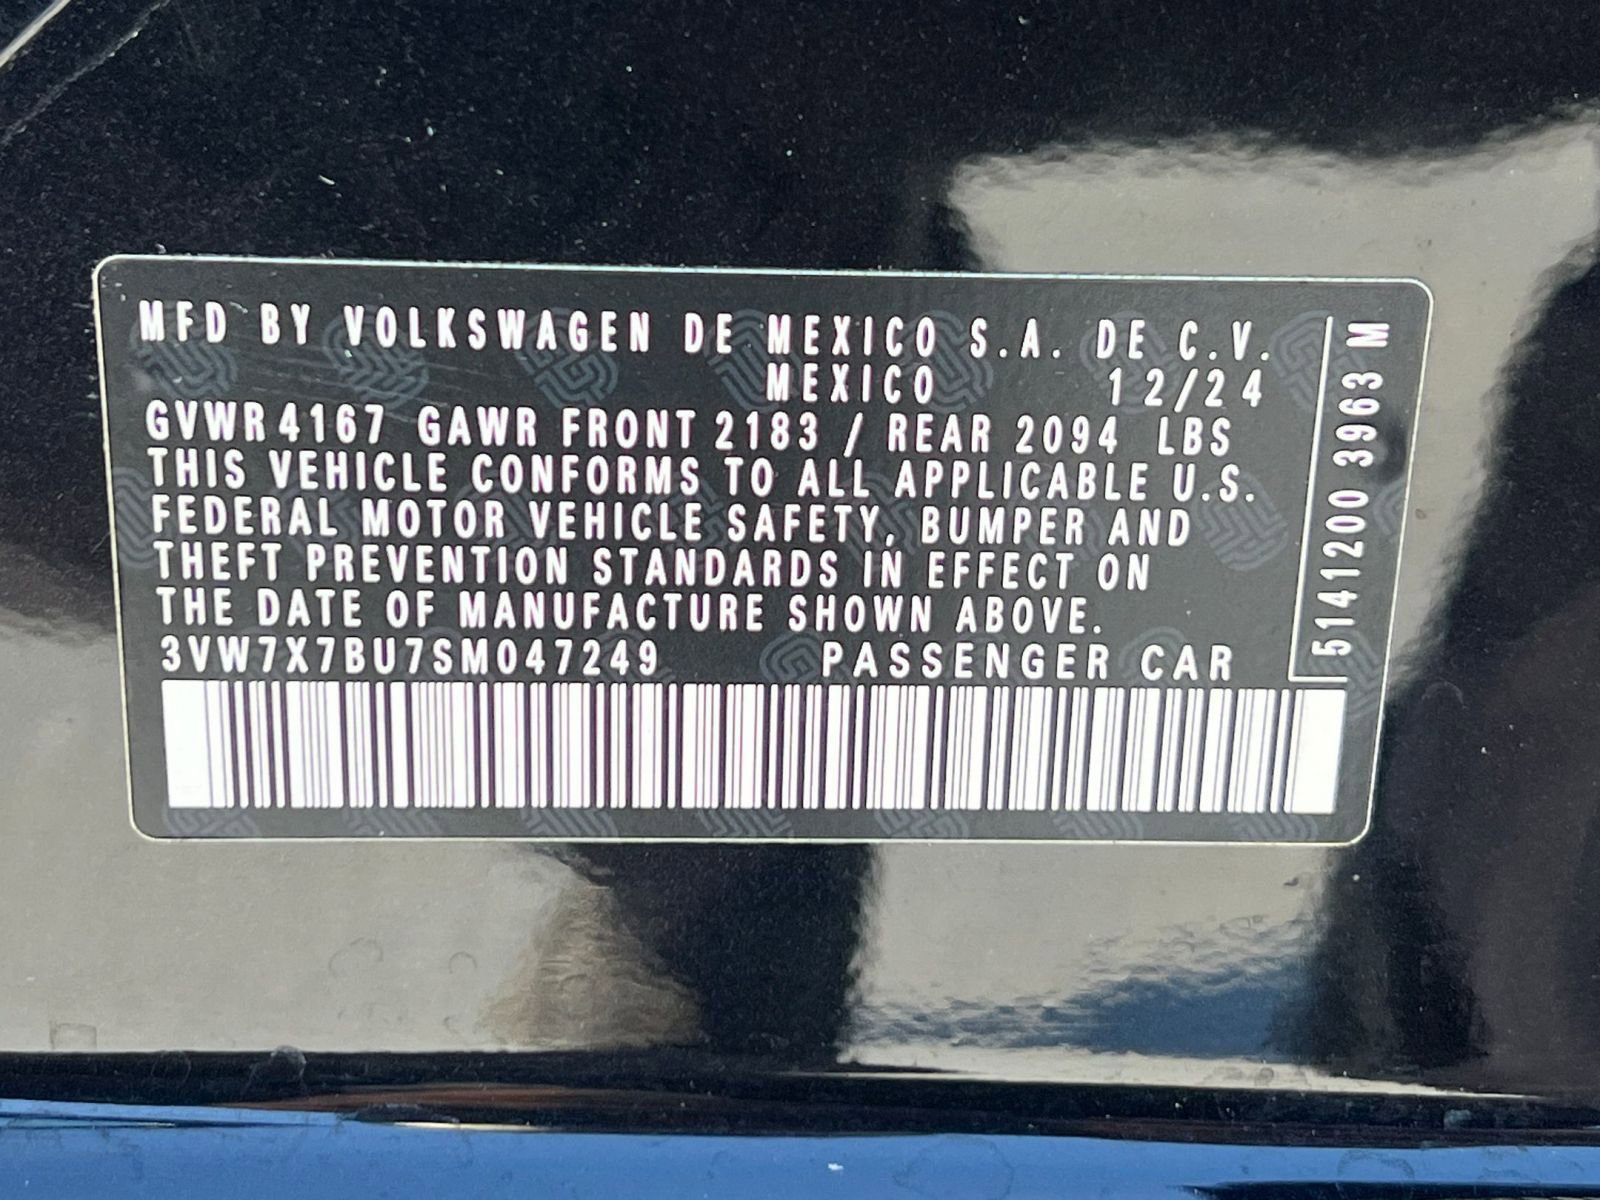 MFD BY VOLKSWAGEN DE MEXICO S.A. DE C.V.
MEXICO 12/24
GVWR 4167 GAWR FRONT 2183 / REAR 2094 LBS
THIS VEHICLE CONFORMS TO ALL APPLICABLE U.S.
FEDERAL MOTOR VEHICLE SAFETY, BUMPER AND
THEFT PREVENTION STANDARDS IN EFFECT ON
THE DATE OF MANUFACTURE SHOWN ABOVE.
3VW7X7BU7SM047249 PASSENGER CAR
5141200 3963 M